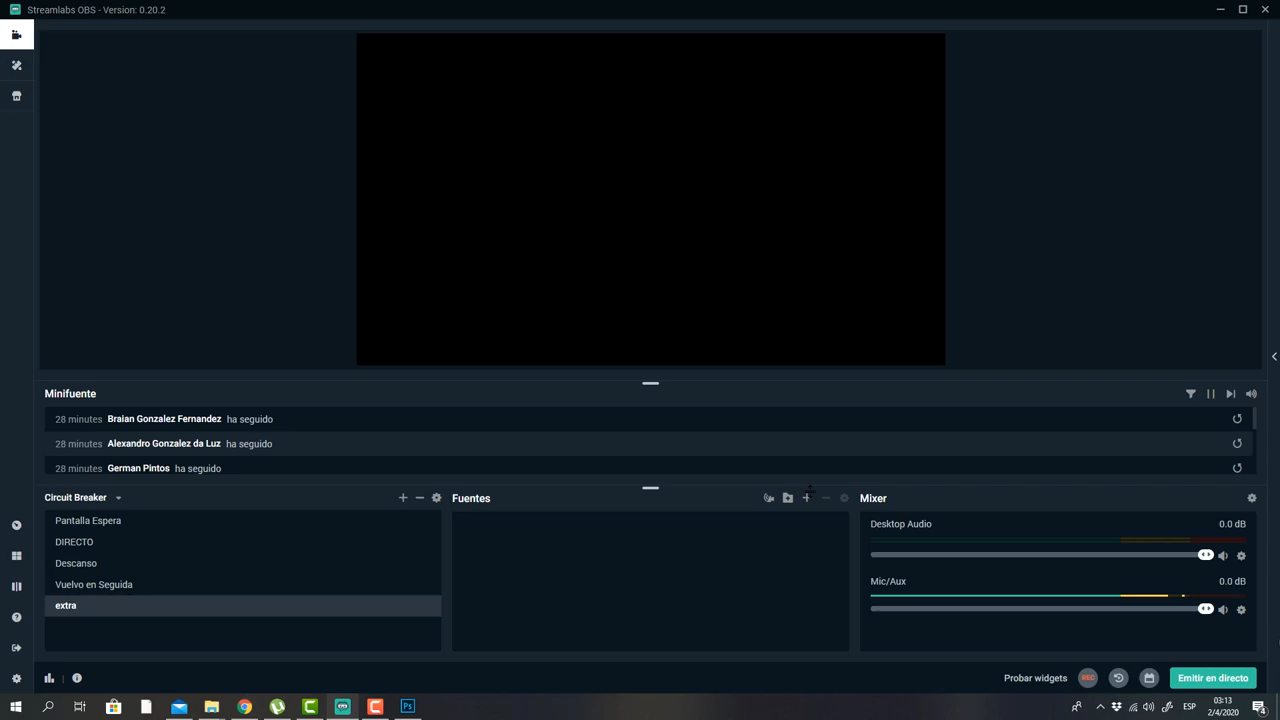 Streamlabs OBS - Version: 0.20.2
Minifuente
28 minutes Braian Gonzalez Fernandez ha seguido
28 minutes Alexandro Gonzalez da Luz ha seguido
28 minutes German Pintos ha seguido
Circuit Breaker
Fuentes
Mixer
Pantalla Espera
DIRECTO
Descanso
Vuelvo en Seguida
extra
Desktop Audio 0.0 dB
Mic/Aux 0.0 dB
Probar widgets
REC
Emitir en directo
Ps
ESP
03:13
2/4/2020
4